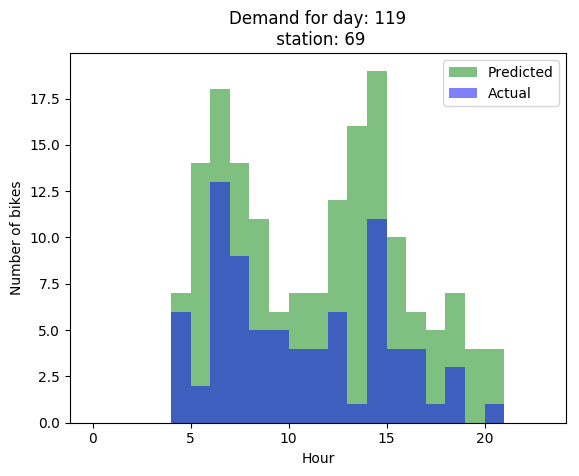 Demand for day: 119
station: 69
Predicted
Actual
Number of bikes
17.5
15.0
12.5
10.0
7.5
5.0
2.5
0.0
0
5
10
15
20
Hour